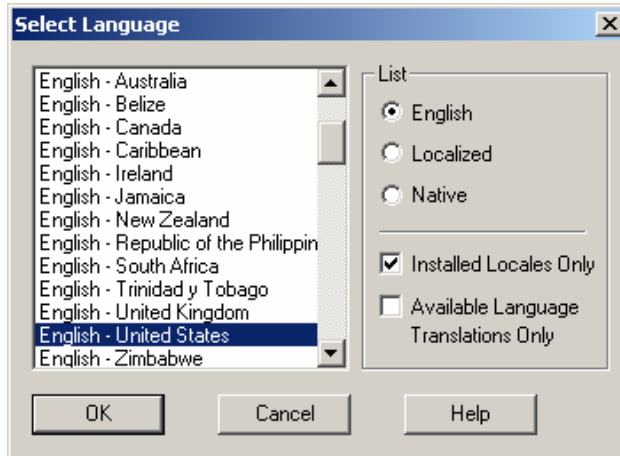 Select Language
English - Australia
English - Belize
English - Canada
English - Caribbean
English - Ireland
English - Jamaica
English - New Zealand
English - Republic of the Philippin
English - South Africa
English - Trinidad y Tobago
English - United Kingdom
English - United States
English - Zimbabwe
List
English
Localized
Native
Installed Locales Only
Available Language
Translations Only
OK
Cancel
Help